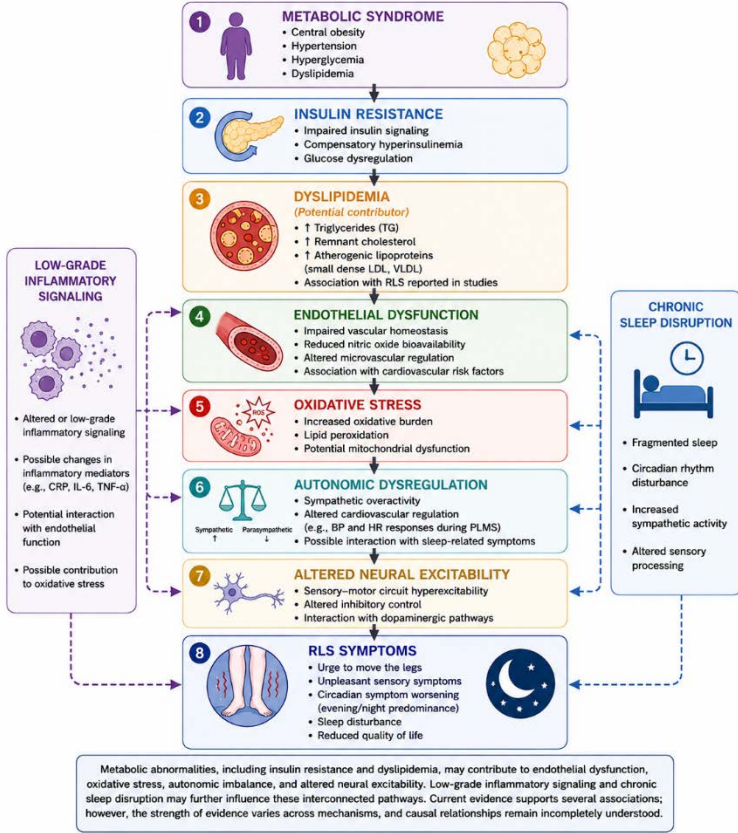 1
METABOLIC SYNDROME
• Central obesity
• Hypertension
• Hyperglycemia
• Dyslipidemia
2
INSULIN RESISTANCE
• Impaired insulin signaling
• Compensatory hyperinsulinemia
• Glucose dysregulation
3
DYSLIPIDEMIA
(Potential contributor)
• ↑ Triglycerides (TG)
• ↑ Remnant cholesterol
• ↑ Atherogenic lipoproteins
(small dense LDL, VLDL)
• Association with RLS reported in studies
LOW-GRADE
INFLAMMATORY
SIGNALING
• Altered or low-grade
inflammatory signaling
• Possible changes in
inflammatory mediators
(e.g., CRP, IL-6, TNF-α)
• Potential interaction
with endothelial
function
• Possible contribution
to oxidative stress
4
ENDOTHELIAL DYSFUNCTION
• Impaired vascular homeostasis
• Reduced nitric oxide bioavailability
• Altered microvascular regulation
• Association with cardiovascular risk factors
5
ROS
OXIDATIVE STRESS
• Increased oxidative burden
• Lipid peroxidation
• Potential mitochondrial dysfunction
6
Sympathetic Parasympathetic
↑ ↓
AUTONOMIC DYSREGULATION
• Sympathetic overactivity
• Altered cardiovascular regulation
(e.g., BP and HR responses during PLMS)
• Possible interaction with sleep-related symptoms
7
ALTERED NEURAL EXCITABILITY
• Sensory–motor circuit hyperexcitability
• Altered inhibitory control
• Interaction with dopaminergic pathways
CHRONIC
SLEEP DISRUPTION
• Fragmented sleep
• Circadian rhythm
disturbance
• Increased
sympathetic activity
• Altered sensory
processing
8
RLS SYMPTOMS
• Urge to move the legs
• Unpleasant sensory symptoms
• Circadian symptom worsening
(evening/night predominance)
• Sleep disturbance
• Reduced quality of life
Metabolic abnormalities, including insulin resistance and dyslipidemia, may contribute to endothelial dysfunction,
oxidative stress, autonomic imbalance, and altered neural excitability. Low-grade inflammatory signaling and chronic
sleep disruption may further influence these interconnected pathways. Current evidence supports several associations;
however, the strength of evidence varies across mechanisms, and causal relationships remain incompletely understood.